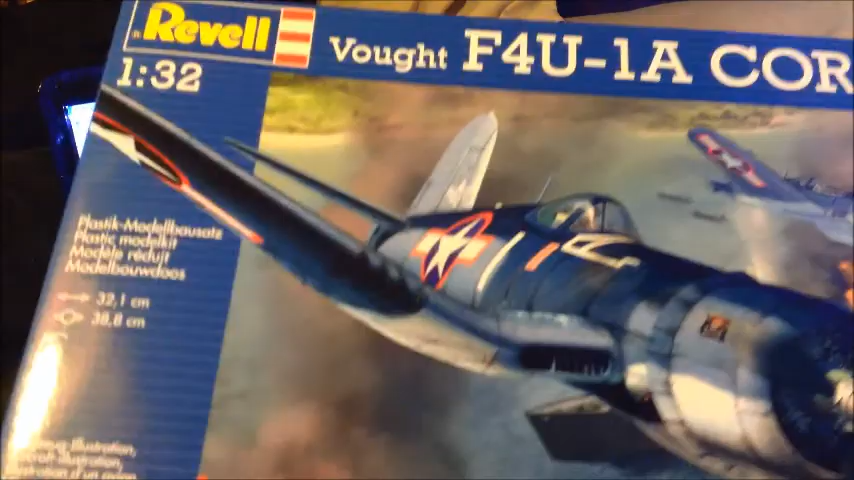 Revell
Vought F4U-1A COR
1:32
Plastik-Modellbausatz
Plastic modelkit
Modèle réduit
Modelbouwdoos
32,1 cm
38,8 cm